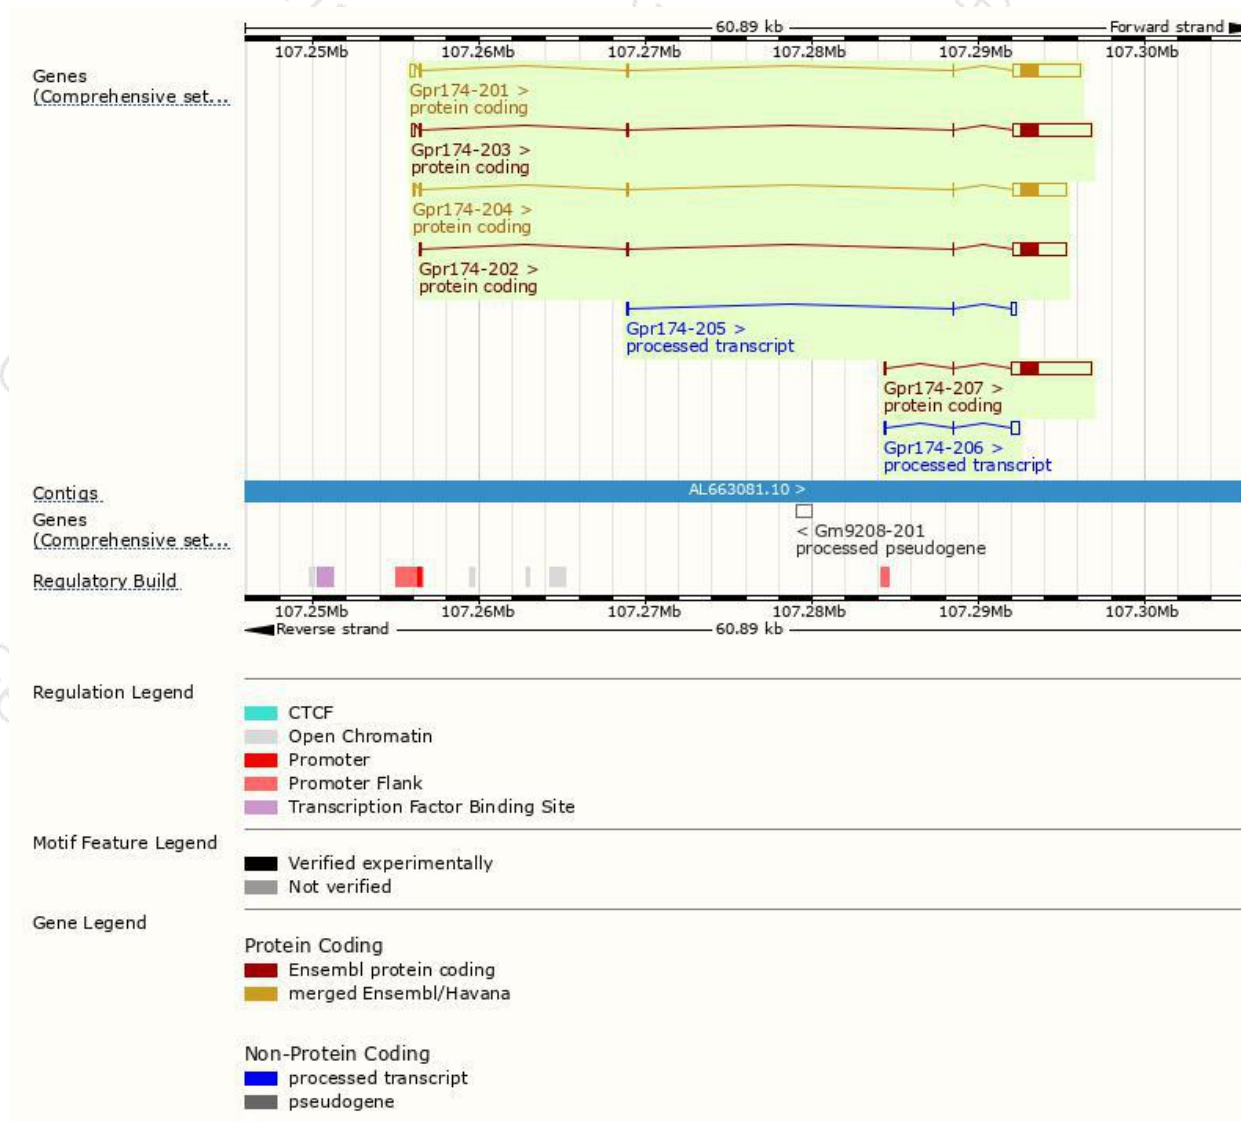 60.89 kb Forward strand
107.25Mb 107.26Mb 107.27Mb 107.28Mb 107.29Mb 107.30Mb
Genes
(Comprehensive set...
Gpr174-201 >
protein coding
Gpr174-203 >
protein coding
Gpr174-204 >
protein coding
Gpr174-202 >
protein coding
Gpr174-205 >
processed transcript
Gpr174-207 >
protein coding
Gpr174-206 >
processed transcript
Contigs
AL663081.10 >
Genes
(Comprehensive set...
< Gm9208-201
processed pseudogene
Regulatory Build
107.25Mb 107.26Mb 107.27Mb 107.28Mb 107.29Mb 107.30Mb
Reverse strand 60.89 kb
Regulation Legend
CTCF
Open Chromatin
Promoter
Promoter Flank
Transcription Factor Binding Site
Motif Feature Legend
Verified experimentally
Not verified
Gene Legend
Protein Coding
Ensembl protein coding
merged Ensembl/Havana
Non-Protein Coding
processed transcript
pseudogene